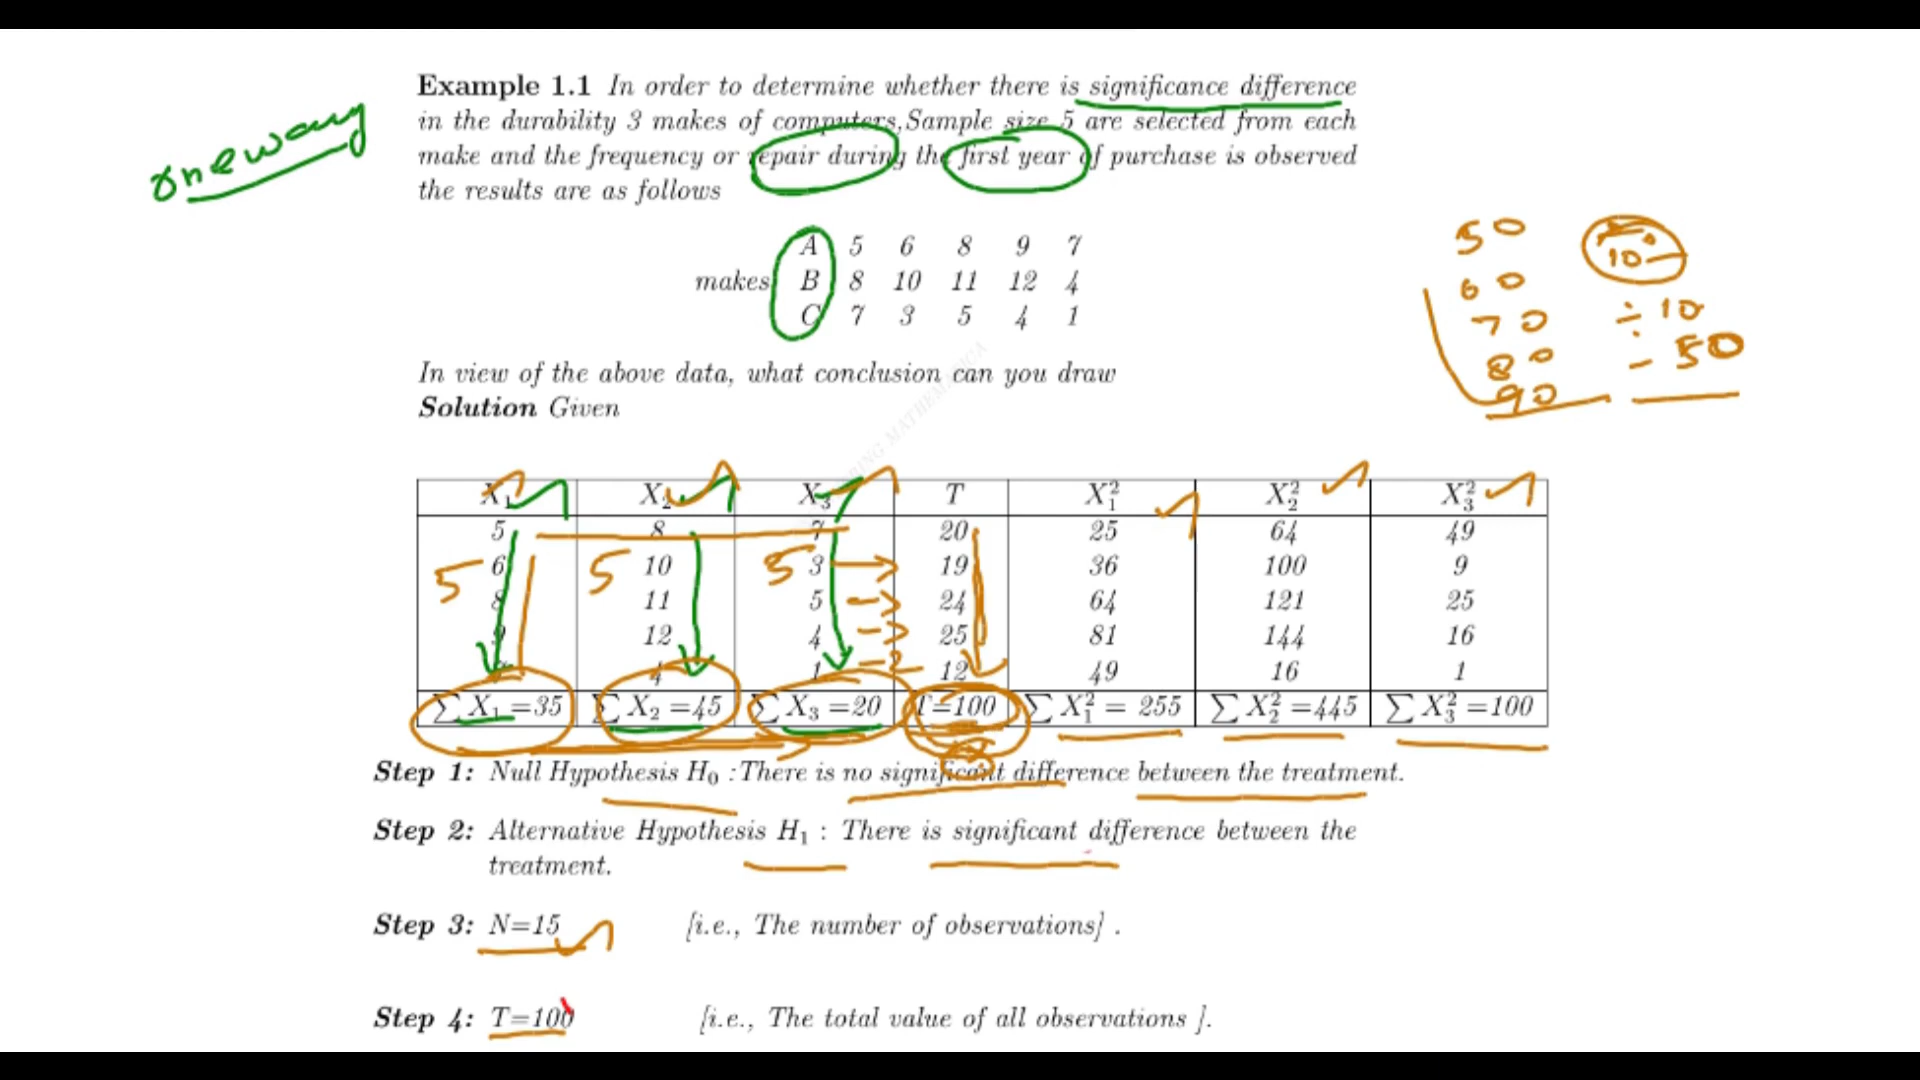 Example 1.1 In order to determine whether there is significance difference
in the durability 3 makes of computers,Sample size 5 are selected from each
make and the frequency or repair during the first year of purchase is observed
the results are as follows
one way
A 5 6 8 9 7
makes B 8 10 11 12 4
C 7 3 5 4 1
50
60
70
80
90
10
÷ 10
- 50
In view of the above data, what conclusion can you draw
Solution Given
X₁ X₂ X₃ T X₁² X₂² X₃²
5 8 7 20 25 64 49
6 10 3 19 36 100 9
8 11 5 24 64 121 25
9 12 4 25 81 144 16
4 1 12 49 16 1
5 5 5
∑ X₁ =35 ∑ X₂ =45 ∑ X₃ =20 T=100 ∑ X₁² = 255 ∑ X₂² =445 ∑ X₃² =100
Step 1: Null Hypothesis H₀ :There is no significant difference between the treatment.
Step 2: Alternative Hypothesis H₁ : There is significant difference between the
treatment.
Step 3: N=15 [i.e., The number of observations] .
Step 4: T=100 [i.e., The total value of all observations ].